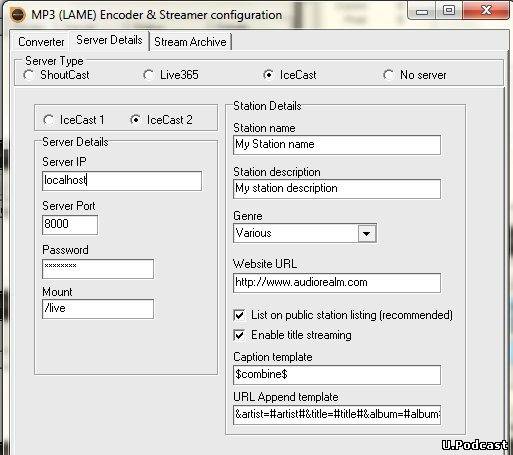 MP3 (LAME) Encoder & Streamer configuration
Converter Server Details Stream Archive
Server Type
ShoutCast Live365 IceCast No server
IceCast 1 IceCast 2
Server Details
Server IP
localhost
Server Port
8000
Password
********
Mount
/live
Station Details
Station name
My Station name
Station description
My station description
Genre
Various
Website URL
http://www.audiorealm.com
List on public station listing (recommended)
Enable title streaming
Caption template
$combine$
URL Append template
&artist=#artist#&title=#title#&album=#album#
U.Podcast